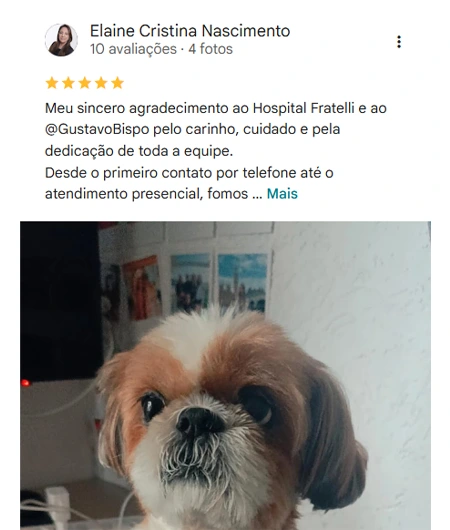 Elaine Cristina Nascimento
10 avaliações · 4 fotos
Meu sincero agradecimento ao Hospital Fratelli e ao
@GustavoBispo pelo carinho, cuidado e pela
dedicação de toda a equipe.
Desde o primeiro contato por telefone até o
atendimento presencial, fomos ... Mais